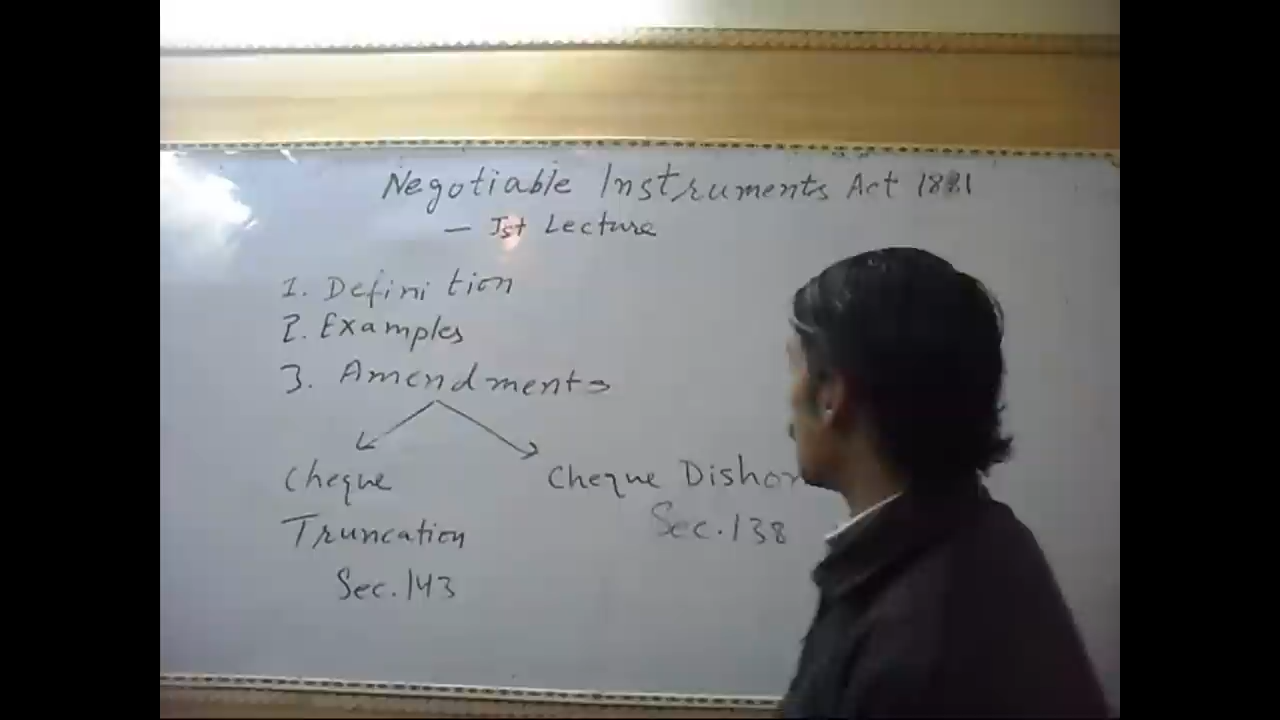 Negotiable Instruments Act 1881
— Ist Lecture
1. Definition
2. Examples
3. Amendments
Cheque
Truncation
Sec. 143
Cheque Dishon
Sec. 138